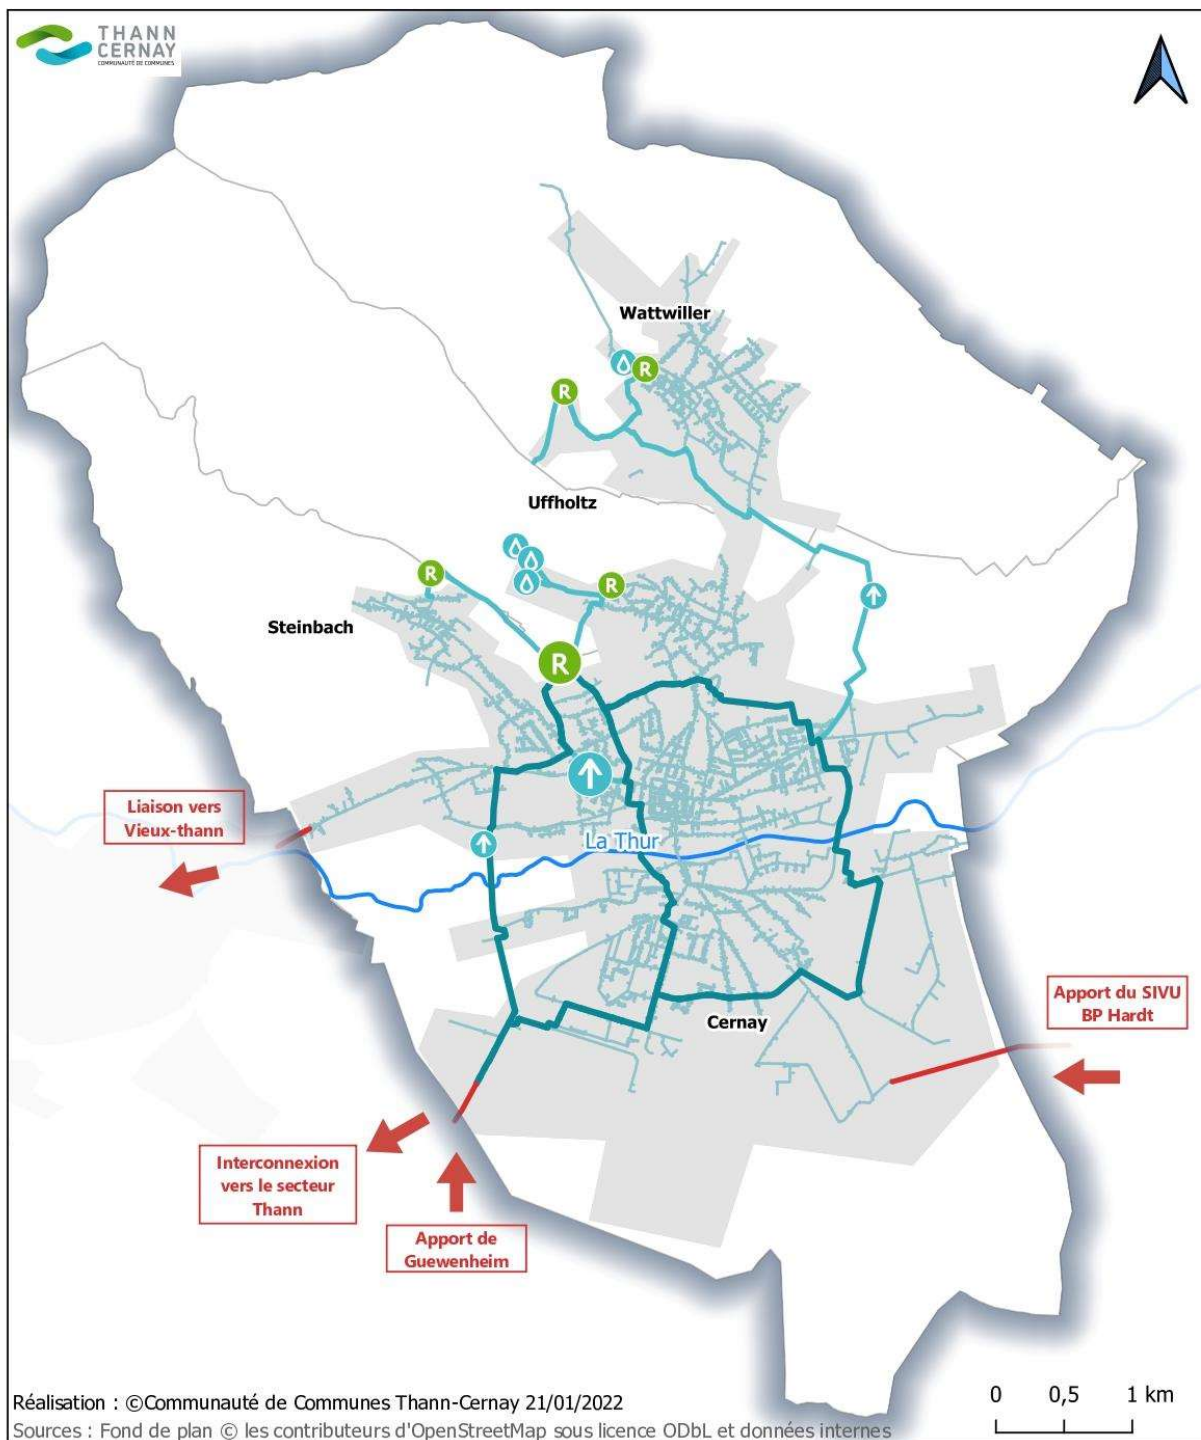 THANN
CERNAY
COMMUNAUTÉ DE COMMUNES
Wattwiller
R
R
Uffholtz
R
R
Steinbach
R
Liaison vers
Vieux-thann
La Thur
Apport du SIVU
BP Hardt
Cernay
Interconnexion
vers le secteur
Thann
Apport de
Guewenheim
Réalisation : ©Communauté de Communes Thann-Cernay 21/01/2022
0 0,5 1 km
Sources : Fond de plan © les contributeurs d'OpenStreetMap sous licence ODbL et données internes